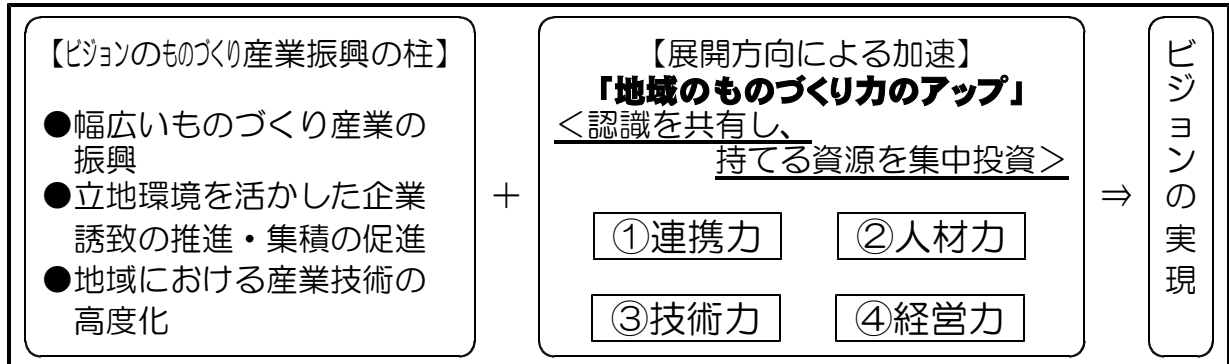 【ビジョンのものづくり産業振興の柱】
●幅広いものづくり産業の
振興
●立地環境を活かした企業
誘致の推進・集積の促進
●地域における産業技術の
高度化
＋
【展開方向による加速】
「地域のものづくり力のアップ」
＜認識を共有し、
持てる資源を集中投資＞
①連携力
②人材力
③技術力
④経営力
⇒
ビジョンの実現